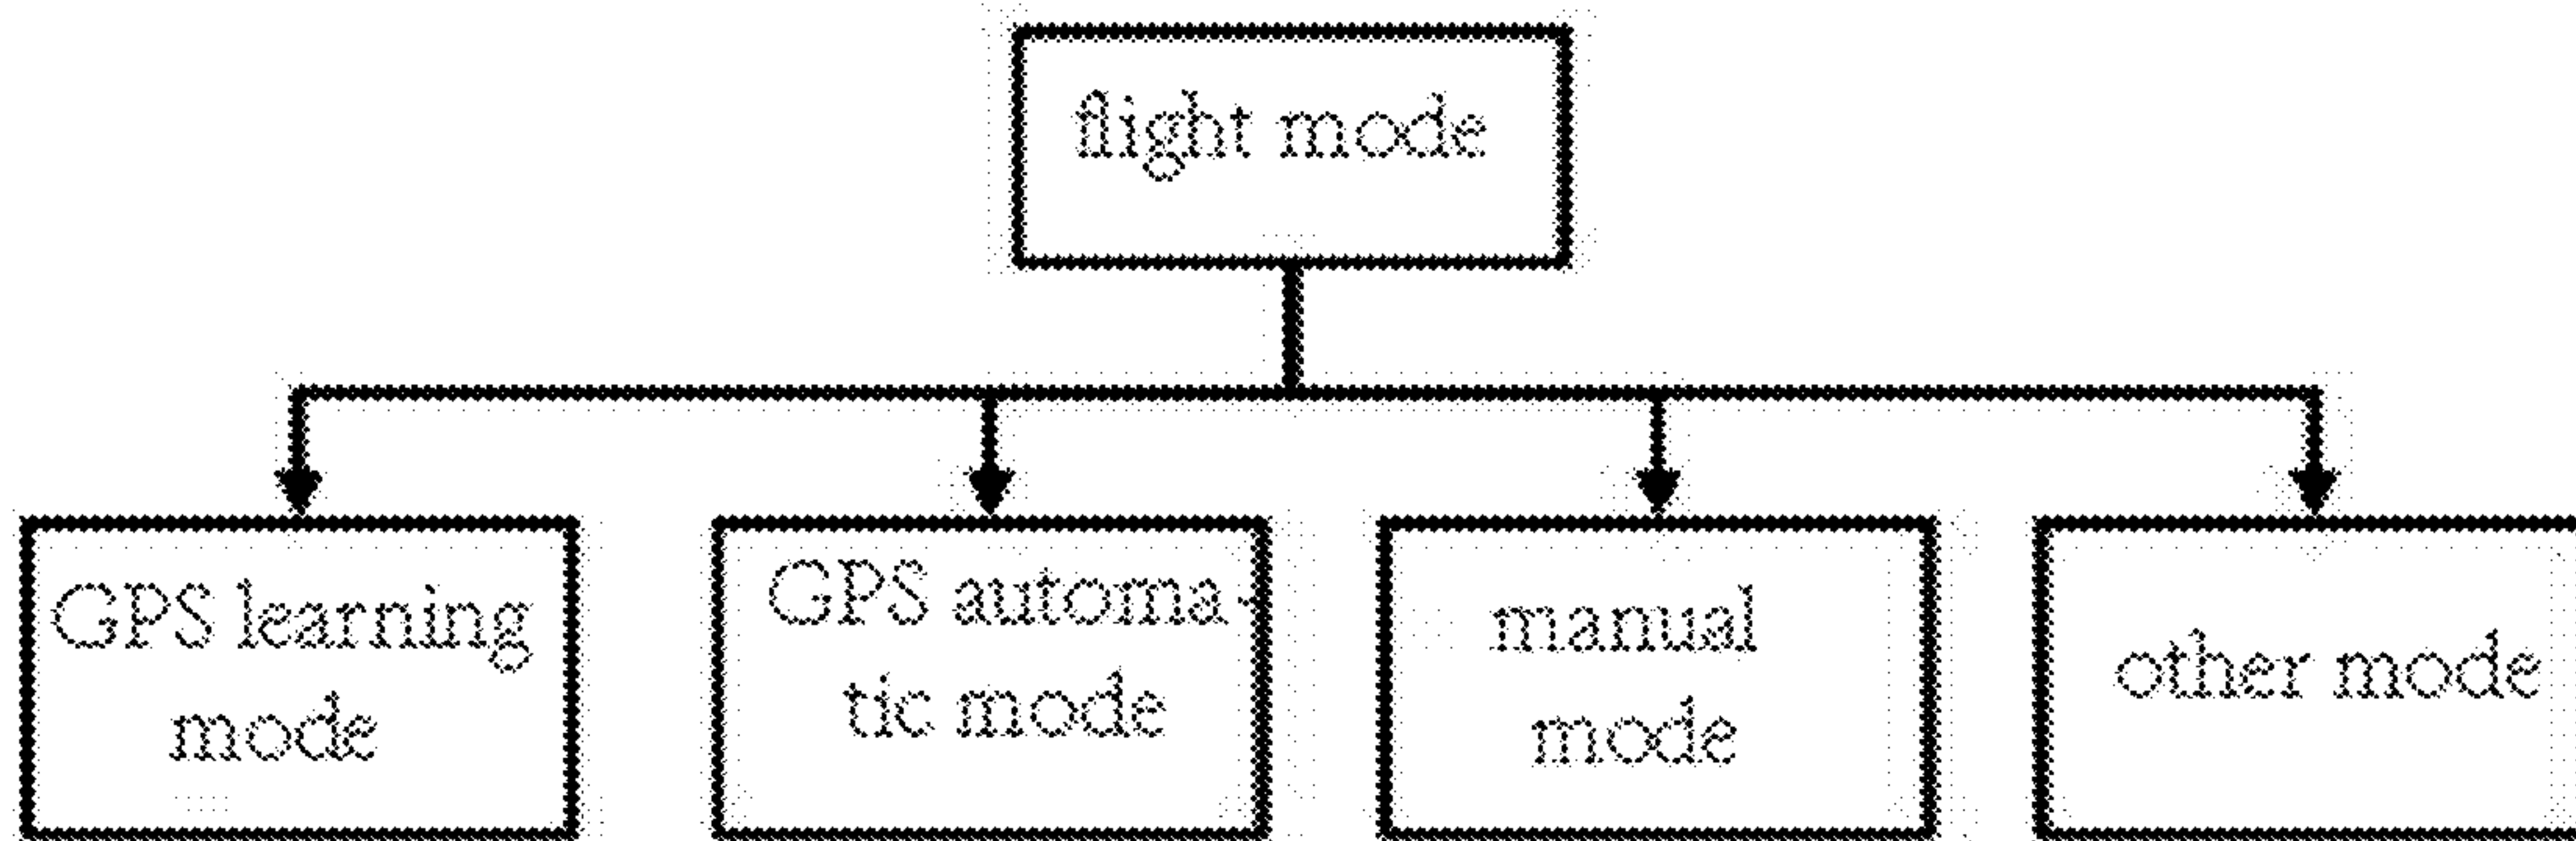 flight mode
GPS learning
mode
GPS automa-
tic mode
manual
mode
other mode